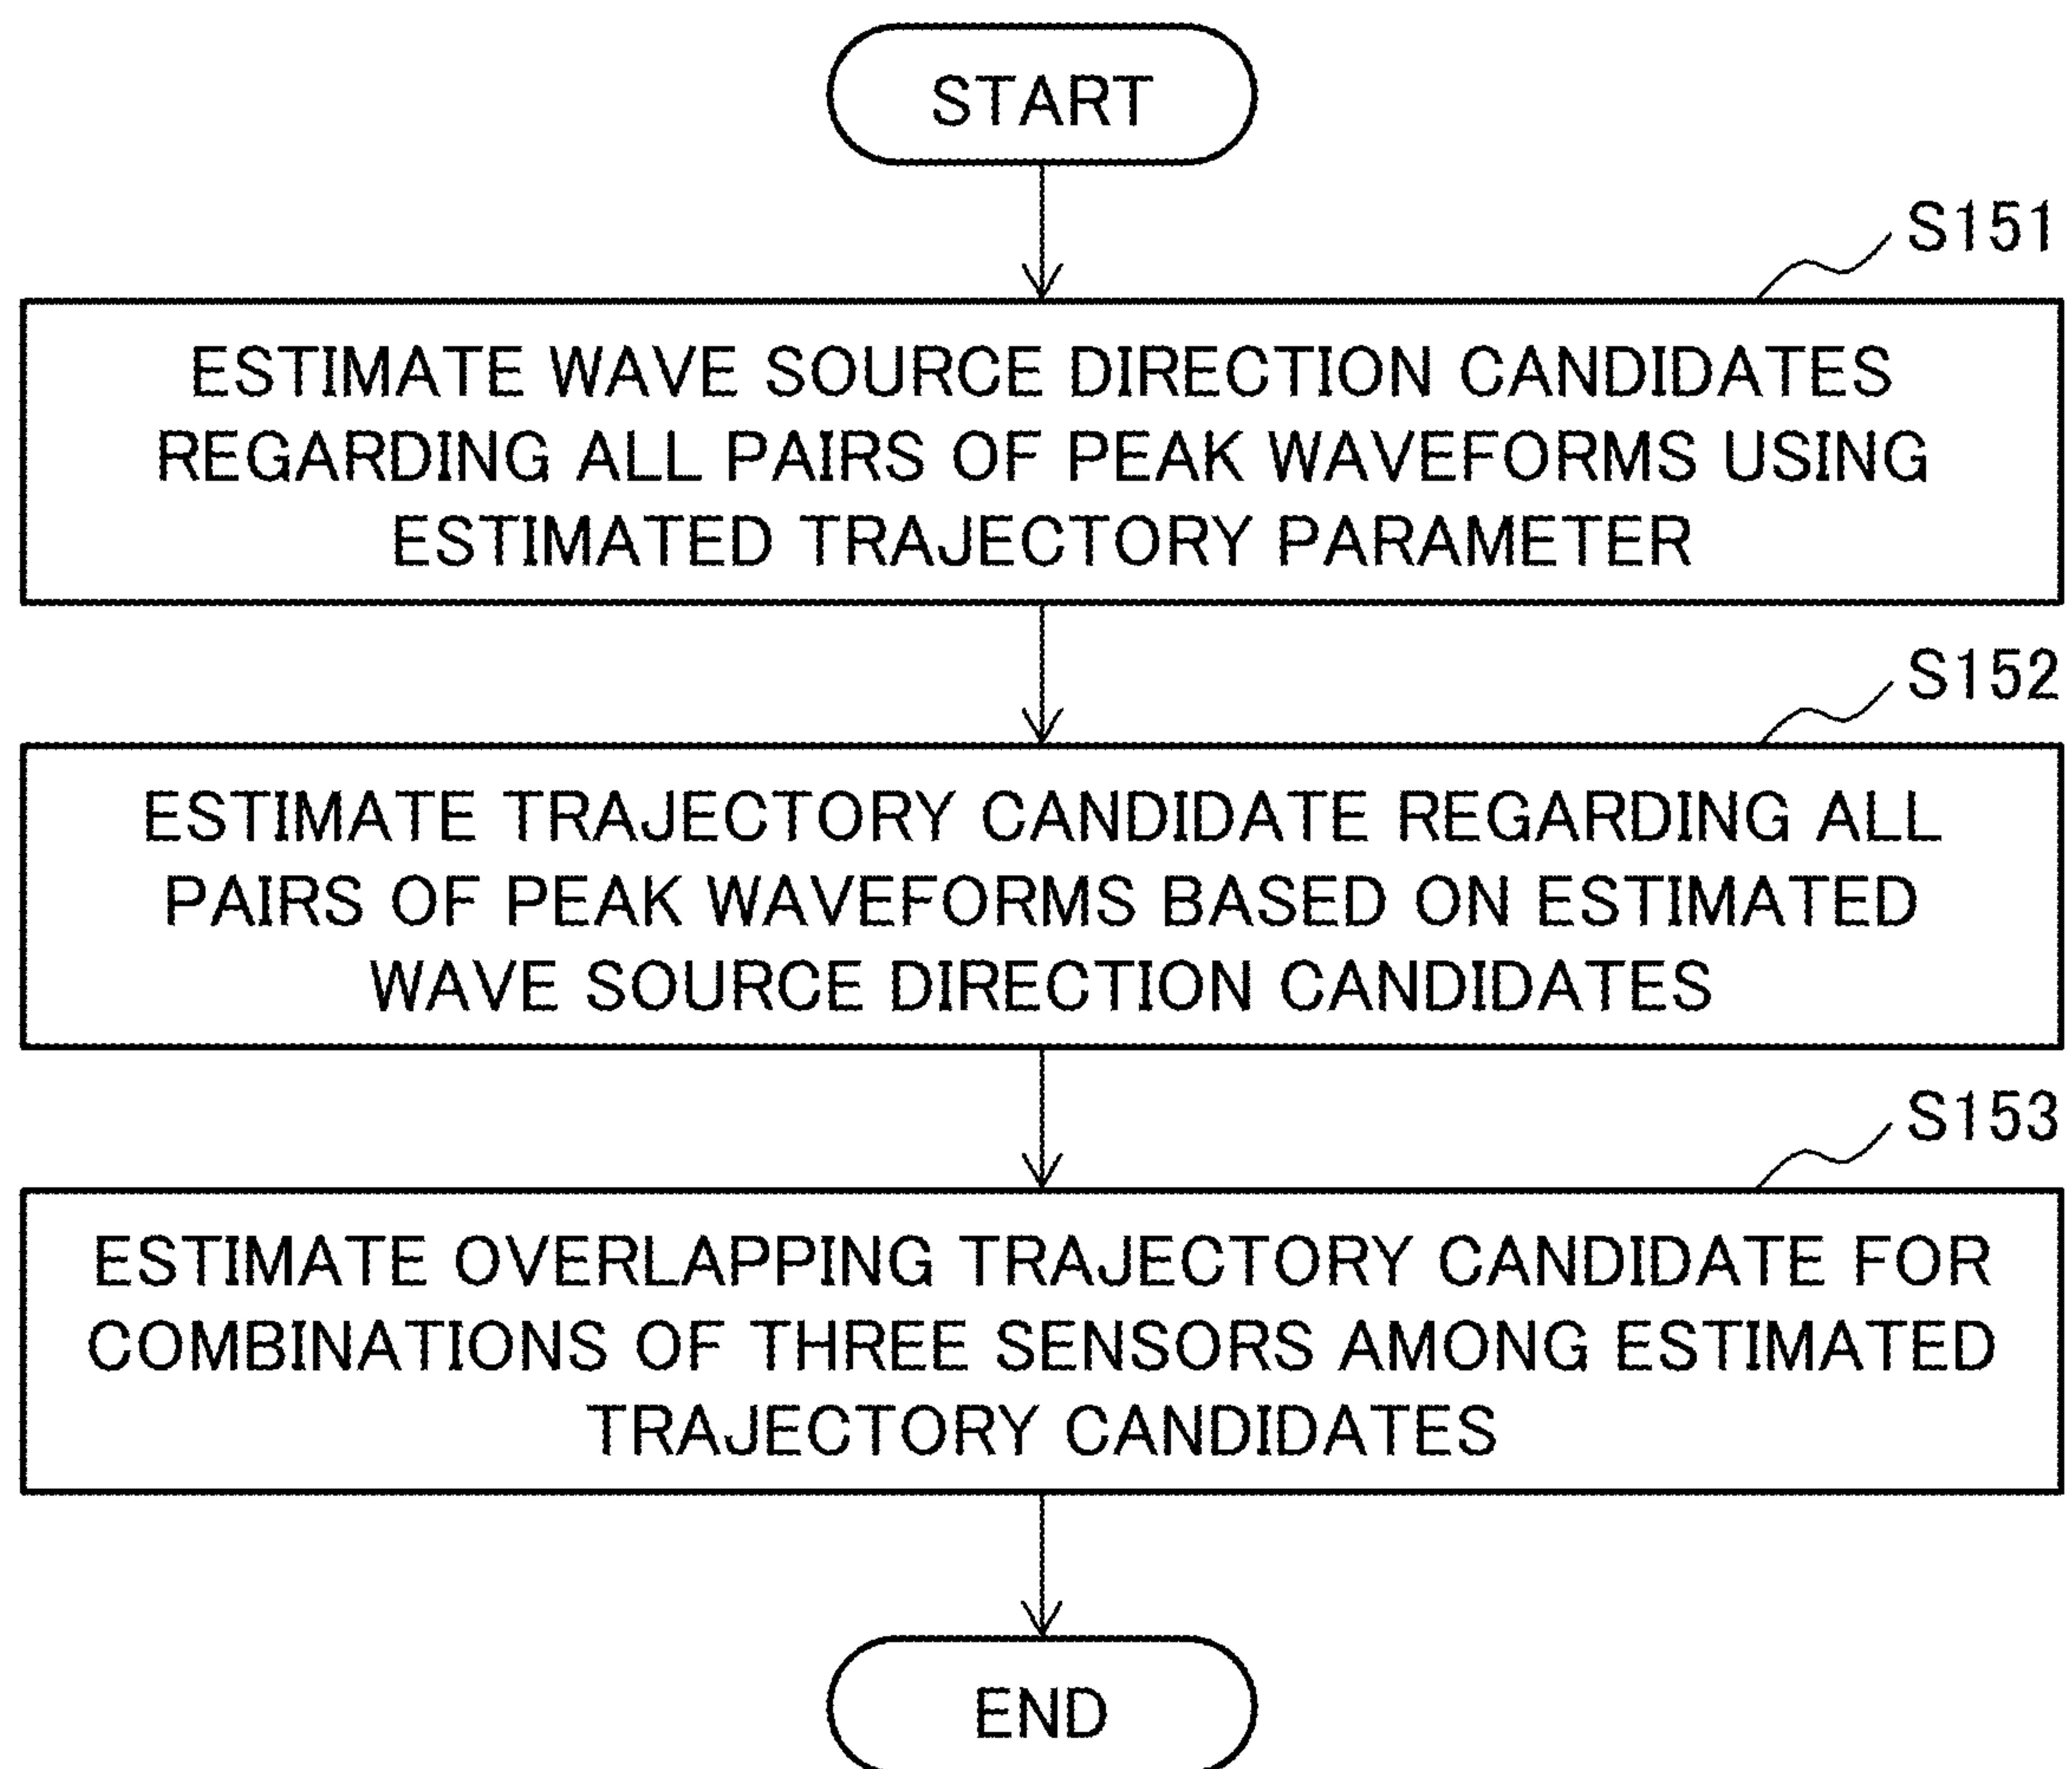 START
S151
ESTIMATE WAVE SOURCE DIRECTION CANDIDATES
REGARDING ALL PAIRS OF PEAK WAVEFORMS USING
ESTIMATED TRAJECTORY PARAMETER
S152
ESTIMATE TRAJECTORY CANDIDATE REGARDING ALL
PAIRS OF PEAK WAVEFORMS BASED ON ESTIMATED
WAVE SOURCE DIRECTION CANDIDATES
S153
ESTIMATE OVERLAPPING TRAJECTORY CANDIDATE FOR
COMBINATIONS OF THREE SENSORS AMONG ESTIMATED
TRAJECTORY CANDIDATES
END